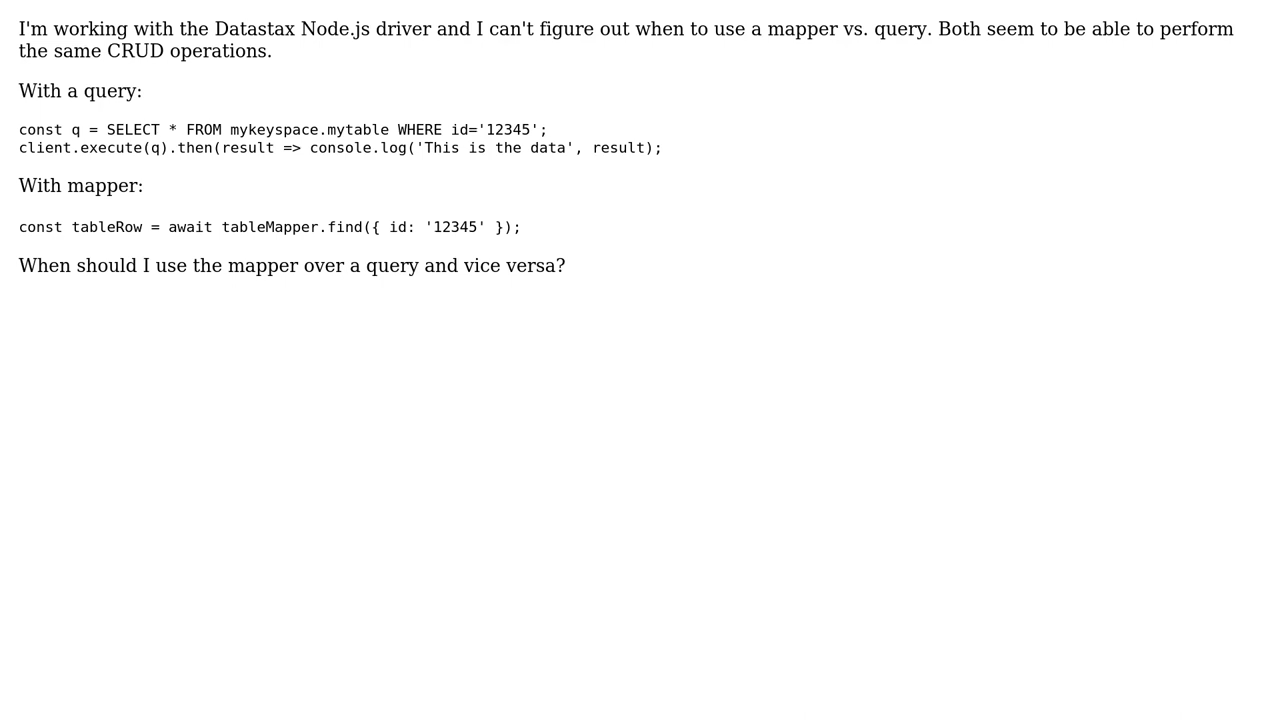 I'm working with the Datastax Node.js driver and I can't figure out when to use a mapper vs. query. Both seem to be able to perform
the same CRUD operations.
With a query:
const q = SELECT * FROM mykeyspace.mytable WHERE id='12345';
client.execute(q).then(result => console.log('This is the data', result);
With mapper:
const tableRow = await tableMapper.find({ id: '12345' });
When should I use the mapper over a query and vice versa?